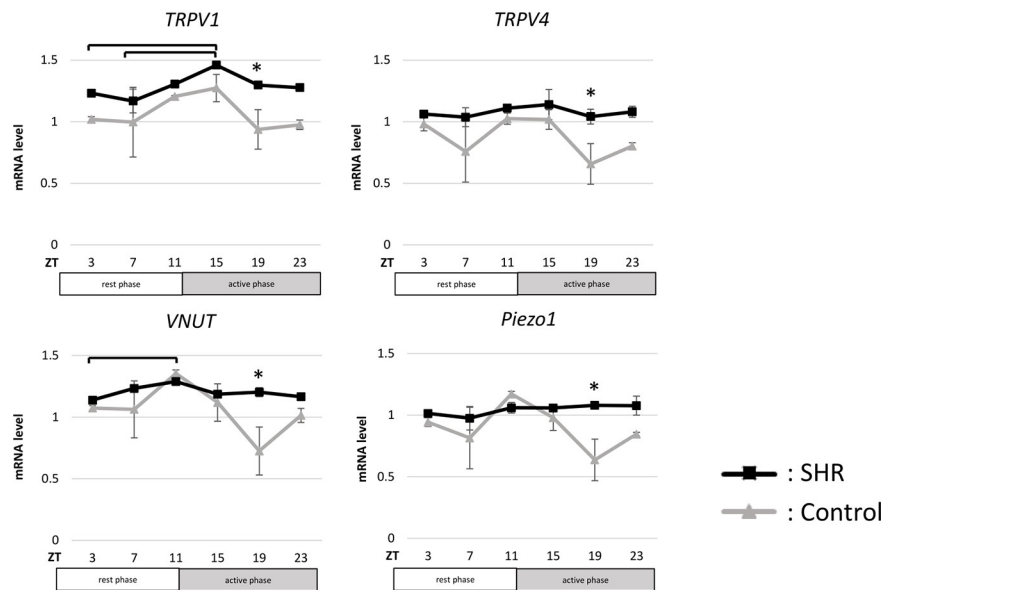 TRPV1
mRNA level
1.5
*
1
0.5
0
ZT 3 7 11 15 19 23
rest phase active phase
TRPV4
mRNA level
1.5
*
1
0.5
0
ZT 3 7 11 15 19 23
rest phase active phase
VNUT
mRNA level
1.5
*
1
0.5
0
ZT 3 7 11 15 19 23
rest phase active phase
Piezo1
mRNA level
1.5
*
1
0.5
0
ZT 3 7 11 15 19 23
rest phase active phase
: SHR
: Control